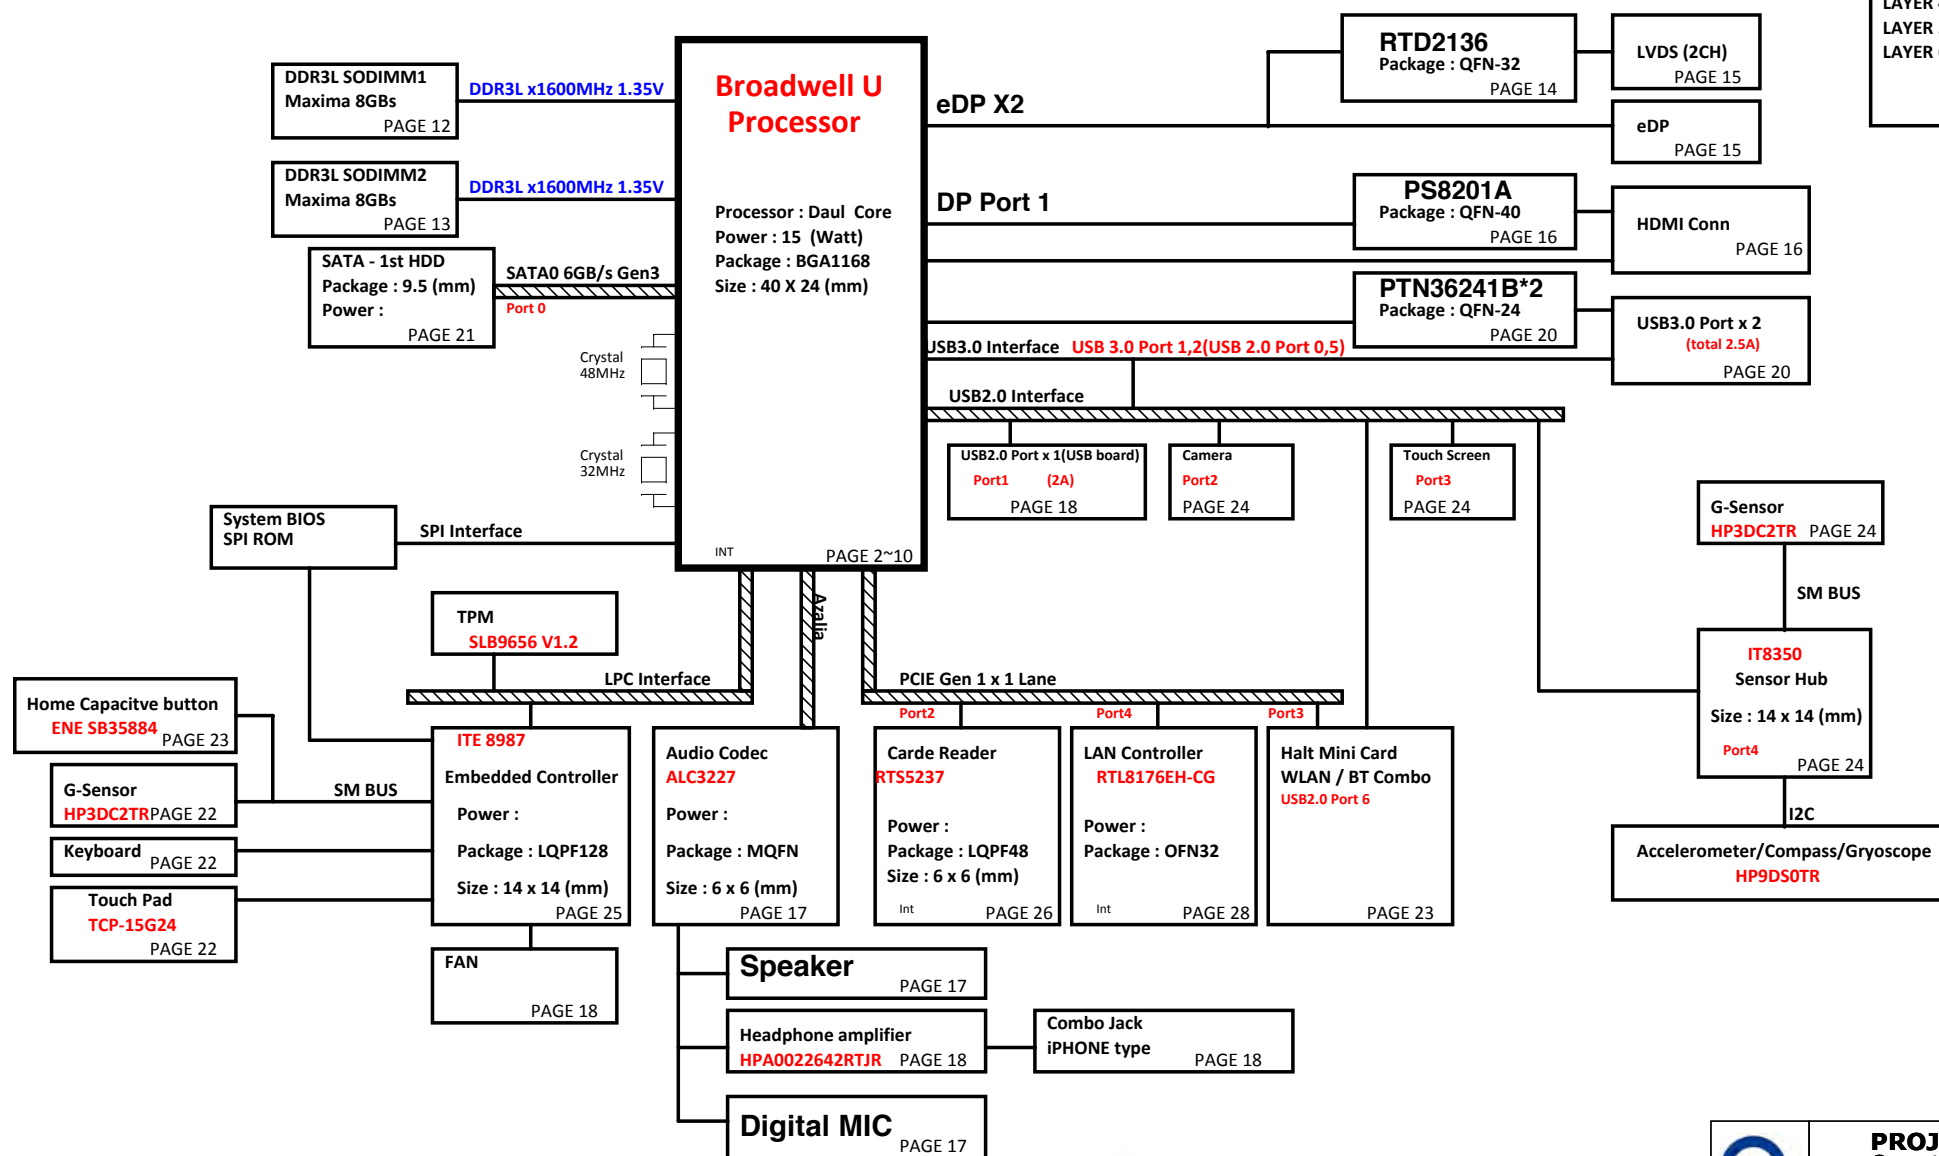 LAYER
LAYER
LAYER
DDR3L SODIMM1
Maxima 8GBs
PAGE 12
DDR3L x1600MHz 1.35V
DDR3L SODIMM2
Maxima 8GBs
PAGE 13
DDR3L x1600MHz 1.35V
SATA - 1st HDD
Package : 9.5 (mm)
Power :
PAGE 21
SATA0 6GB/s Gen3
Port 0
Crystal
48MHz
Crystal
32MHz
Broadwell U
Processor
Processor : Daul Core
Power : 15 (Watt)
Package : BGA1168
Size : 40 X 24 (mm)
INT
PAGE 2~10
eDP X2
RTD2136
Package : QFN-32
PAGE 14
LVDS (2CH)
PAGE 15
eDP
PAGE 15
DP Port 1
PS8201A
Package : QFN-40
PAGE 16
HDMI Conn
PAGE 16
PTN36241B*2
Package : QFN-24
PAGE 20
USB3.0 Port x 2
(total 2.5A)
PAGE 20
USB3.0 Interface USB 3.0 Port 1,2(USB 2.0 Port 0,5)
USB2.0 Interface
USB2.0 Port x 1(USB board)
Port1 (2A)
PAGE 18
Camera
Port2
PAGE 24
Touch Screen
Port3
PAGE 24
G-Sensor
HP3DC2TR PAGE 24
SM BUS
IT8350
Sensor Hub
Size : 14 x 14 (mm)
Port4
PAGE 24
I2C
Accelerometer/Compass/Gryoscope
HP9DS0TR
System BIOS
SPI ROM
SPI Interface
TPM
SLB9656 V1.2
LPC Interface
Azalia
PCIE Gen 1 x 1 Lane
Port2
Port4
Port3
Home Capacitve button
ENE SB35884
PAGE 23
G-Sensor
HP3DC2TR PAGE 22
SM BUS
Keyboard
PAGE 22
Touch Pad
TCP-15G24
PAGE 22
ITE 8987
Embedded Controller
Power :
Package : LQPF128
Size : 14 x 14 (mm)
PAGE 25
FAN
PAGE 18
Audio Codec
ALC3227
Power :
Package : MQFN
Size : 6 x 6 (mm)
PAGE 17
Carde Reader
RTS5237
Power :
Package : LQPF48
Size : 6 x 6 (mm)
Int
PAGE 26
LAN Controller
RTL8176EH-CG
Power :
Package : OFN32
Int
PAGE 28
Halt Mini Card
WLAN / BT Combo
USB2.0 Port 6
PAGE 23
Speaker
PAGE 17
Headphone amplifier
HPA0022642RTJR PAGE 18
Combo Jack
iPHONE type
PAGE 18
Digital MIC
PAGE 17
PROJ